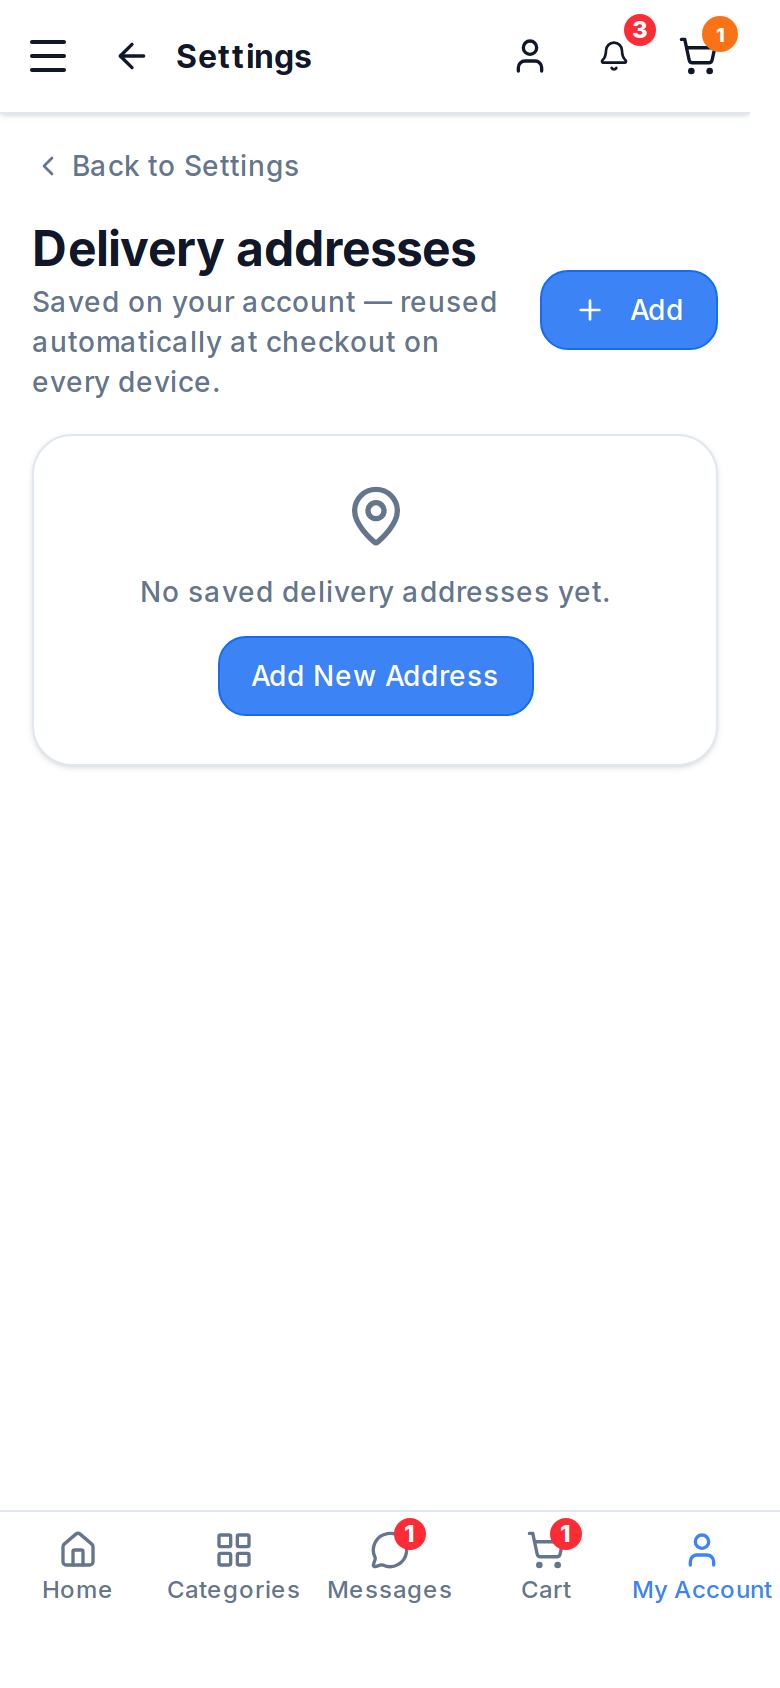 Settings
3
1
Back to Settings
Delivery addresses
Saved on your account — reused
automatically at checkout on
every device.
Add
No saved delivery addresses yet.
Add New Address
1
1
Home
Categories
Messages
Cart
My Account